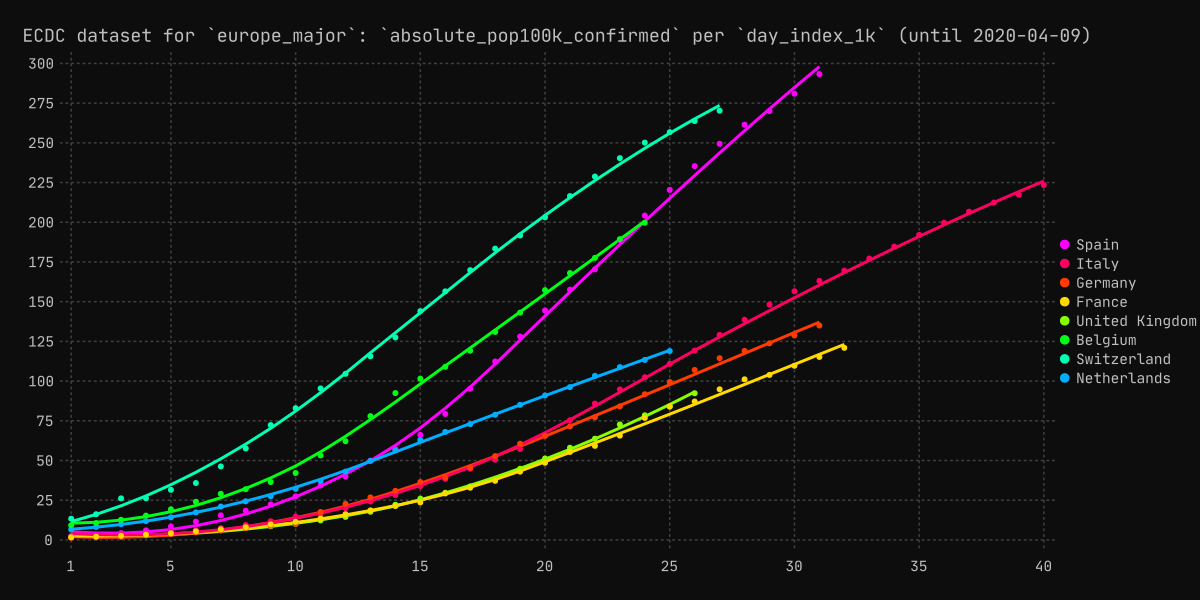 ECDC dataset for `europe_major`: `absolute_pop100k_confirmed` per `day_index_1k` (until 2020-04-09)
300
275
250
225
200
175
150
125
100
75
50
25
0
1 5 10 15 20 25 30 35 40
Spain
Italy
Germany
France
United Kingdom
Belgium
Switzerland
Netherlands